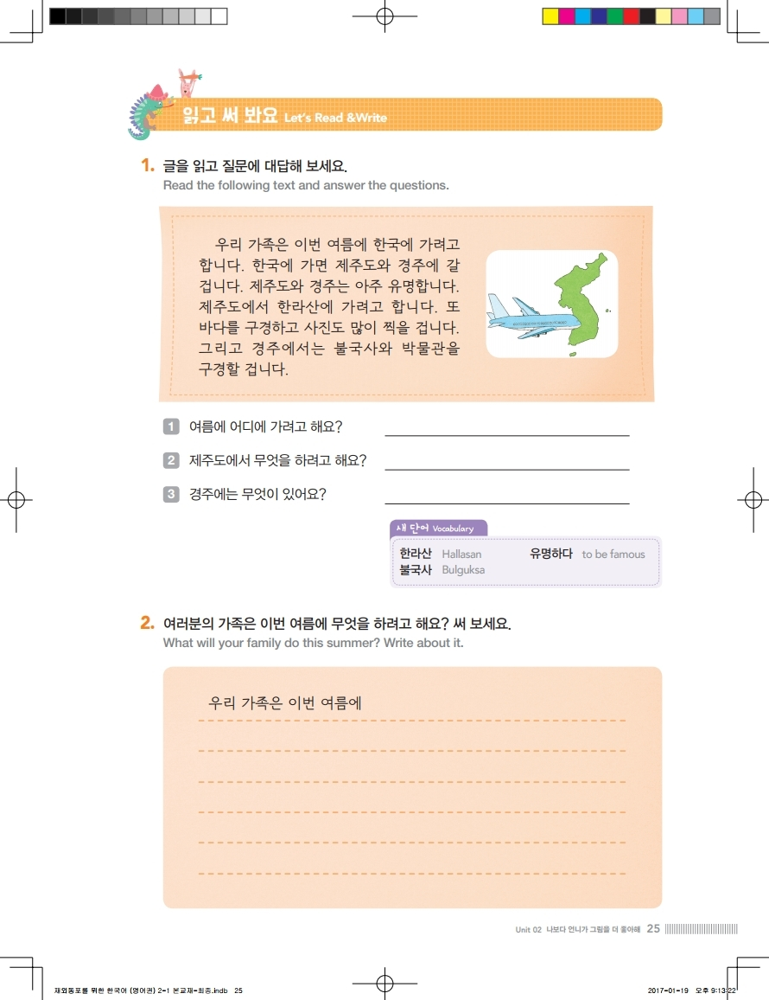 읽고 써 봐요 Let's Read &Write
1. 글을 읽고 질문에 대답해 보세요.
Read the following text and answer the questions.
우리 가족은 이번 여름에 한국에 가려고
합니다. 한국에 가면 제주도와 경주에 갈
겁니다. 제주도와 경주는 아주 유명합니다.
제주도에서 한라산에 가려고 합니다. 또
바다를 구경하고 사진도 많이 찍을 겁니다.
그리고 경주에서는 불국사와 박물관을
구경할 겁니다.
1 여름에 어디에 가려고 해요?
2 제주도에서 무엇을 하려고 해요?
3 경주에는 무엇이 있어요?
새 단어 Vocabulary
한라산 Hallasan 유명하다 to be famous
불국사 Bulguksa
2. 여러분의 가족은 이번 여름에 무엇을 하려고 해요? 써 보세요.
What will your family do this summer? Write about it.
우리 가족은 이번 여름에
Unit 02 나보다 언니가 그림을 더 좋아해 25
재외동포를 위한 한국어 (영어권) 2-1 본교재-최종.indb 25
2017-01-19 오후 9:13:22